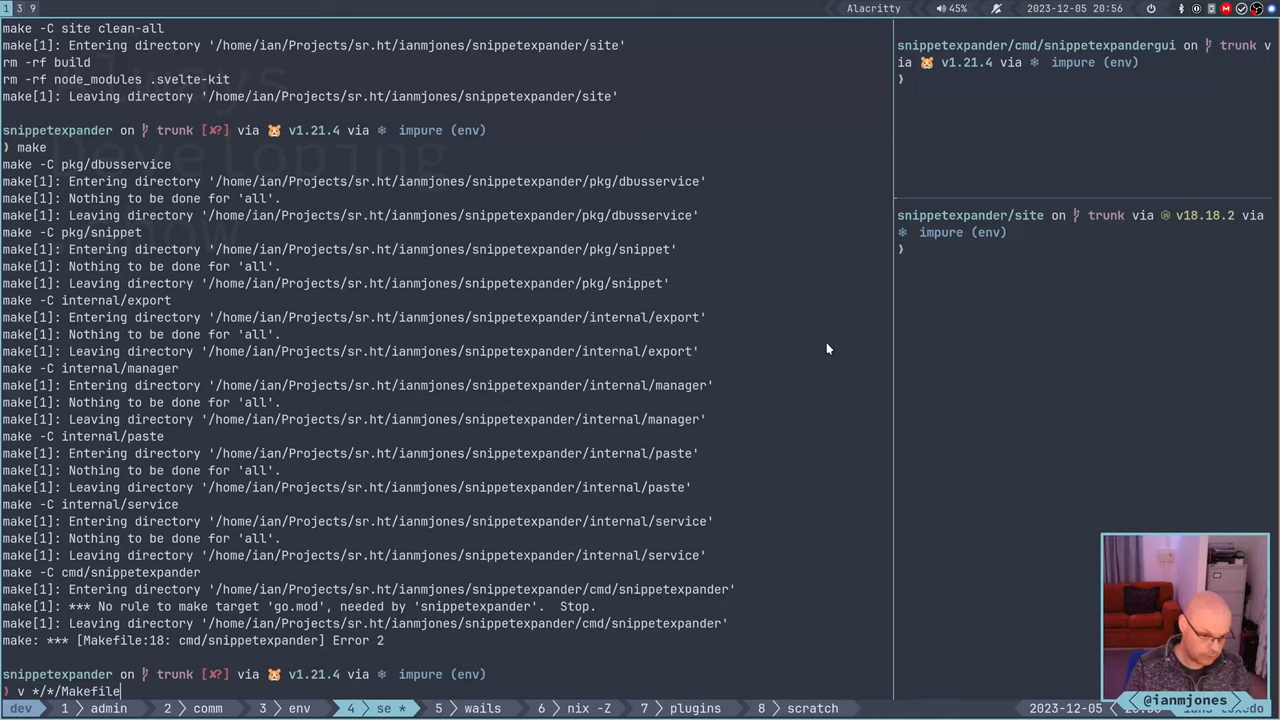 1 3 9
Alacritty
45%
2023-12-05 20:56
make -C site clean-all
make[1]: Entering directory '/home/ian/Projects/sr.ht/ianmjones/snippetexpander/site'
rm -rf build
rm -rf node_modules .svelte-kit
make[1]: Leaving directory '/home/ian/Projects/sr.ht/ianmjones/snippetexpander/site'
snippetexpander on trunk [✘?] via 🐹 v1.21.4 via ❄ impure (env)
❯ make
make -C pkg/dbusservice
make[1]: Entering directory '/home/ian/Projects/sr.ht/ianmjones/snippetexpander/pkg/dbusservice'
make[1]: Nothing to be done for 'all'.
make[1]: Leaving directory '/home/ian/Projects/sr.ht/ianmjones/snippetexpander/pkg/dbusservice'
make -C pkg/snippet
make[1]: Entering directory '/home/ian/Projects/sr.ht/ianmjones/snippetexpander/pkg/snippet'
make[1]: Nothing to be done for 'all'.
make[1]: Leaving directory '/home/ian/Projects/sr.ht/ianmjones/snippetexpander/pkg/snippet'
make -C internal/export
make[1]: Entering directory '/home/ian/Projects/sr.ht/ianmjones/snippetexpander/internal/export'
make[1]: Nothing to be done for 'all'.
make[1]: Leaving directory '/home/ian/Projects/sr.ht/ianmjones/snippetexpander/internal/export'
make -C internal/manager
make[1]: Entering directory '/home/ian/Projects/sr.ht/ianmjones/snippetexpander/internal/manager'
make[1]: Nothing to be done for 'all'.
make[1]: Leaving directory '/home/ian/Projects/sr.ht/ianmjones/snippetexpander/internal/manager'
make -C internal/paste
make[1]: Entering directory '/home/ian/Projects/sr.ht/ianmjones/snippetexpander/internal/paste'
make[1]: Nothing to be done for 'all'.
make[1]: Leaving directory '/home/ian/Projects/sr.ht/ianmjones/snippetexpander/internal/paste'
make -C internal/service
make[1]: Entering directory '/home/ian/Projects/sr.ht/ianmjones/snippetexpander/internal/service'
make[1]: Nothing to be done for 'all'.
make[1]: Leaving directory '/home/ian/Projects/sr.ht/ianmjones/snippetexpander/internal/service'
make -C cmd/snippetexpander
make[1]: Entering directory '/home/ian/Projects/sr.ht/ianmjones/snippetexpander/cmd/snippetexpander'
make[1]: *** No rule to make target 'go.mod', needed by 'snippetexpander'.  Stop.
make[1]: Leaving directory '/home/ian/Projects/sr.ht/ianmjones/snippetexpander/cmd/snippetexpander'
make: *** [Makefile:18: cmd/snippetexpander] Error 2
snippetexpander on trunk [✘?] via 🐹 v1.21.4 via ❄ impure (env)
❯ v */*/Makefile
snippetexpander/cmd/snippetexpandergui on trunk v
ia 🐹 v1.21.4 via ❄ impure (env)
❯
snippetexpander/site on trunk via v18.18.2 via
❄ impure (env)
❯
Always
Developing
Now
@ianmjones
dev 1 admin 2 comm 3 env 4 se * 5 wails 6 nix -Z 7 plugins 8 scratch 2023-12-05